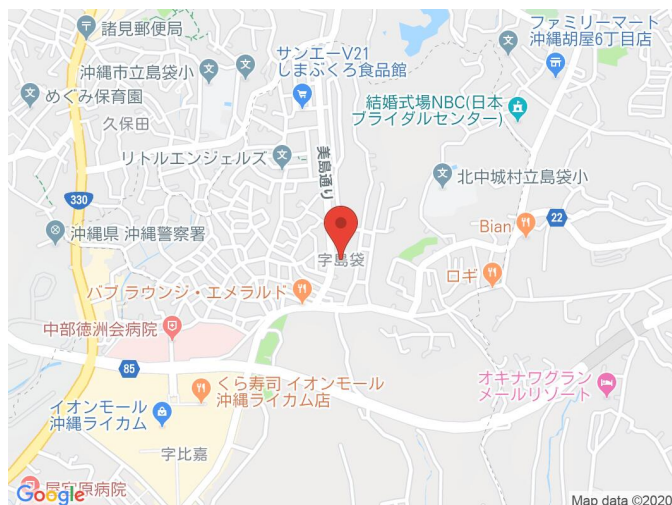 諸見郵便局
ファミリーマート
沖縄胡屋6丁目店
サンエーV21
しまぶくろ食品館
沖縄市立島袋小
めぐみ保育園
久保田
結婚式場NBC(日本
ブライダルセンター)
リトルエンジェルズ
美島通り
北中城村立島袋小
330
沖縄県 沖縄警察署
Bian
22
字島袋
ロギ
パブ ラウンジ・エメラルド
中部徳洲会病院
85
くら寿司 イオンモール
沖縄ライカム店
オキナワグラン
メールリゾート
イオンモール
沖縄ライカム
字比嘉
屋宜原病院
Google
Map data ©2020